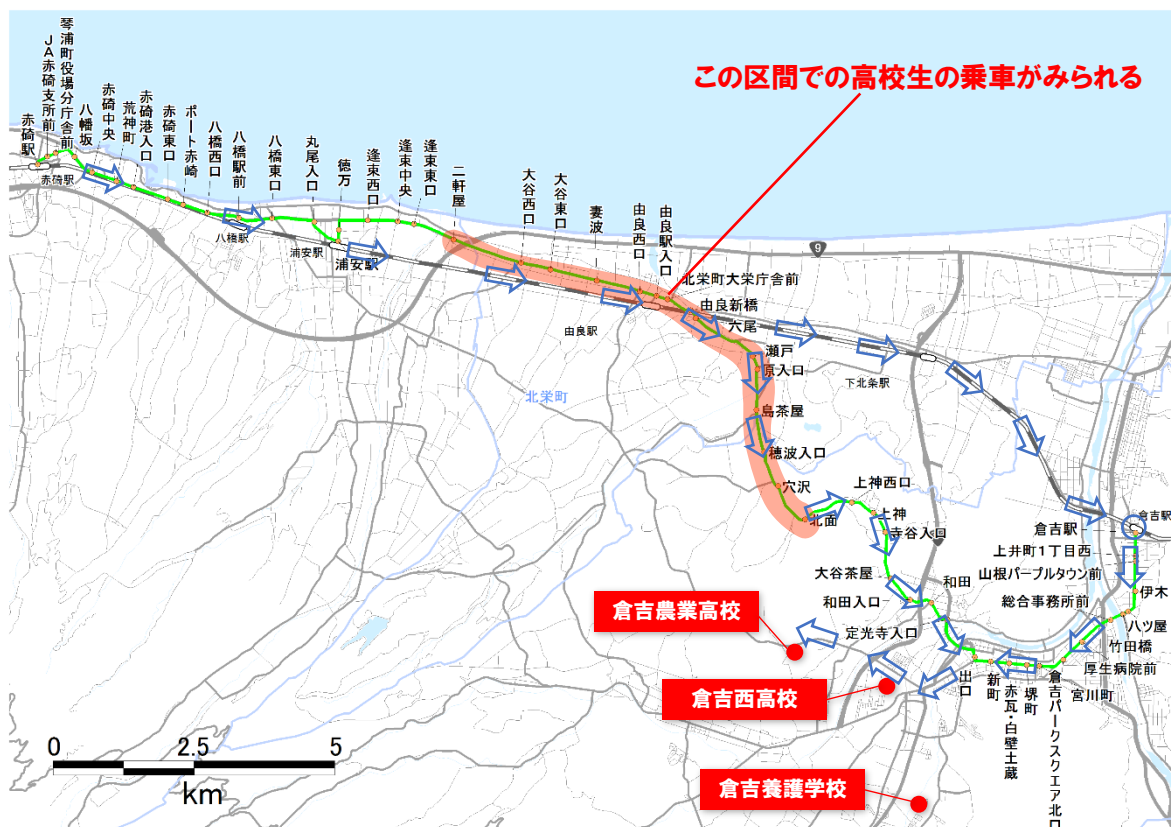 この区間での高校生の乗車がみられる
赤碕駅
JA赤碕支所前
琴浦町役場分庁舎前
八幡坂
赤碕中央
荒神町
赤碕港入口
赤碕東口
ポート赤崎
八橋西口
八橋駅前
八橋東口
丸尾入口
徳万
逢束西口
逢束中央
逢束東口
二軒屋
大谷西口
大谷東口
妻波
由良西口
由良駅入口
北栄町大栄庁舎前
由良新橋
六尾
瀬戸
原入口
島茶屋
穂波入口
穴沢
北面
上神西口
上神
寺谷入口
大谷茶屋
和田入口
和田
定光寺入口
出口
新町
赤瓦・白壁土蔵
堺町
倉吉パークスクエア北口
宮川町
厚生病院前
竹田橋
八ツ屋
伊木
総合事務所前
山根パープルタウン前
上井町1丁目西
倉吉駅
倉吉駅
赤碕駅
八橋駅
浦安駅
浦安駅
由良駅
下北条駅
北栄町
9
倉吉農業高校
倉吉西高校
倉吉養護学校
0 2.5 5
km